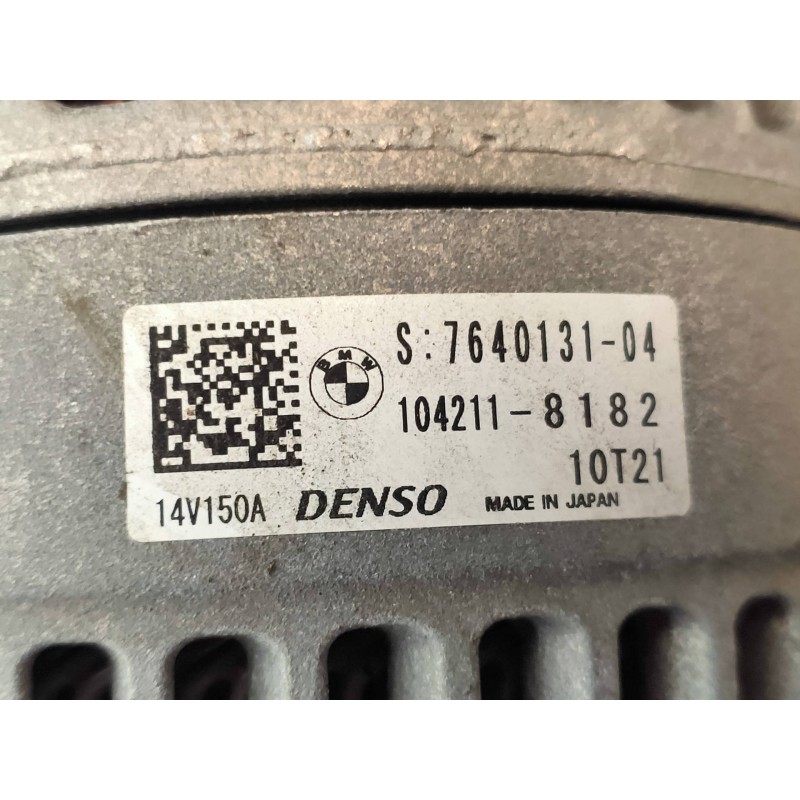 BMW
S:7640131-04
104211-8182
10T21
14V150A DENSO MADE IN JAPAN